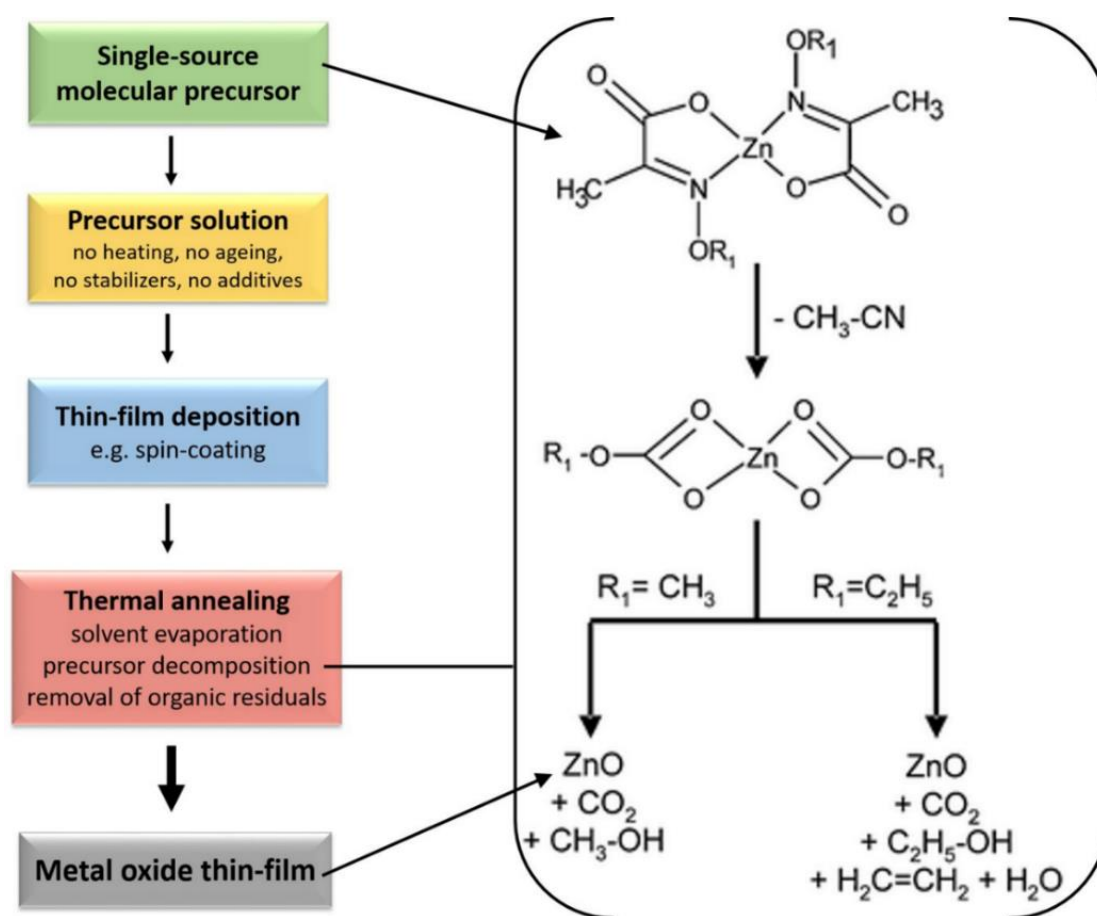 Single-source
molecular precursor
Precursor solution
no heating, no ageing,
no stabilizers, no additives
Thin-film deposition
e.g. spin-coating
Thermal annealing
solvent evaporation
precursor decomposition
removal of organic residuals
Metal oxide thin-film
OR₁
O
O
N
CH₃
Zn
H₃C
N
O
O
OR₁
- CH₃-CN
O
O
R₁-O
Zn
O-R₁
O
O
R₁= CH₃
R₁=C₂H₅
ZnO
+ CO₂
+ CH₃-OH
ZnO
+ CO₂
+ C₂H₅-OH
+ H₂C=CH₂ + H₂O